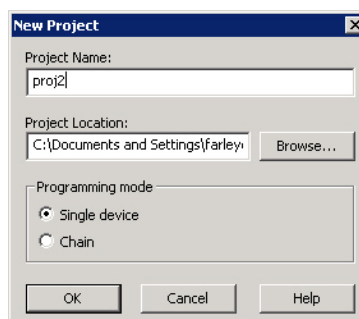 New Project
Project Name:
proj2
Project Location:
C:\Documents and Settings\farley
Browse...
Programming mode
Single device
Chain
OK
Cancel
Help